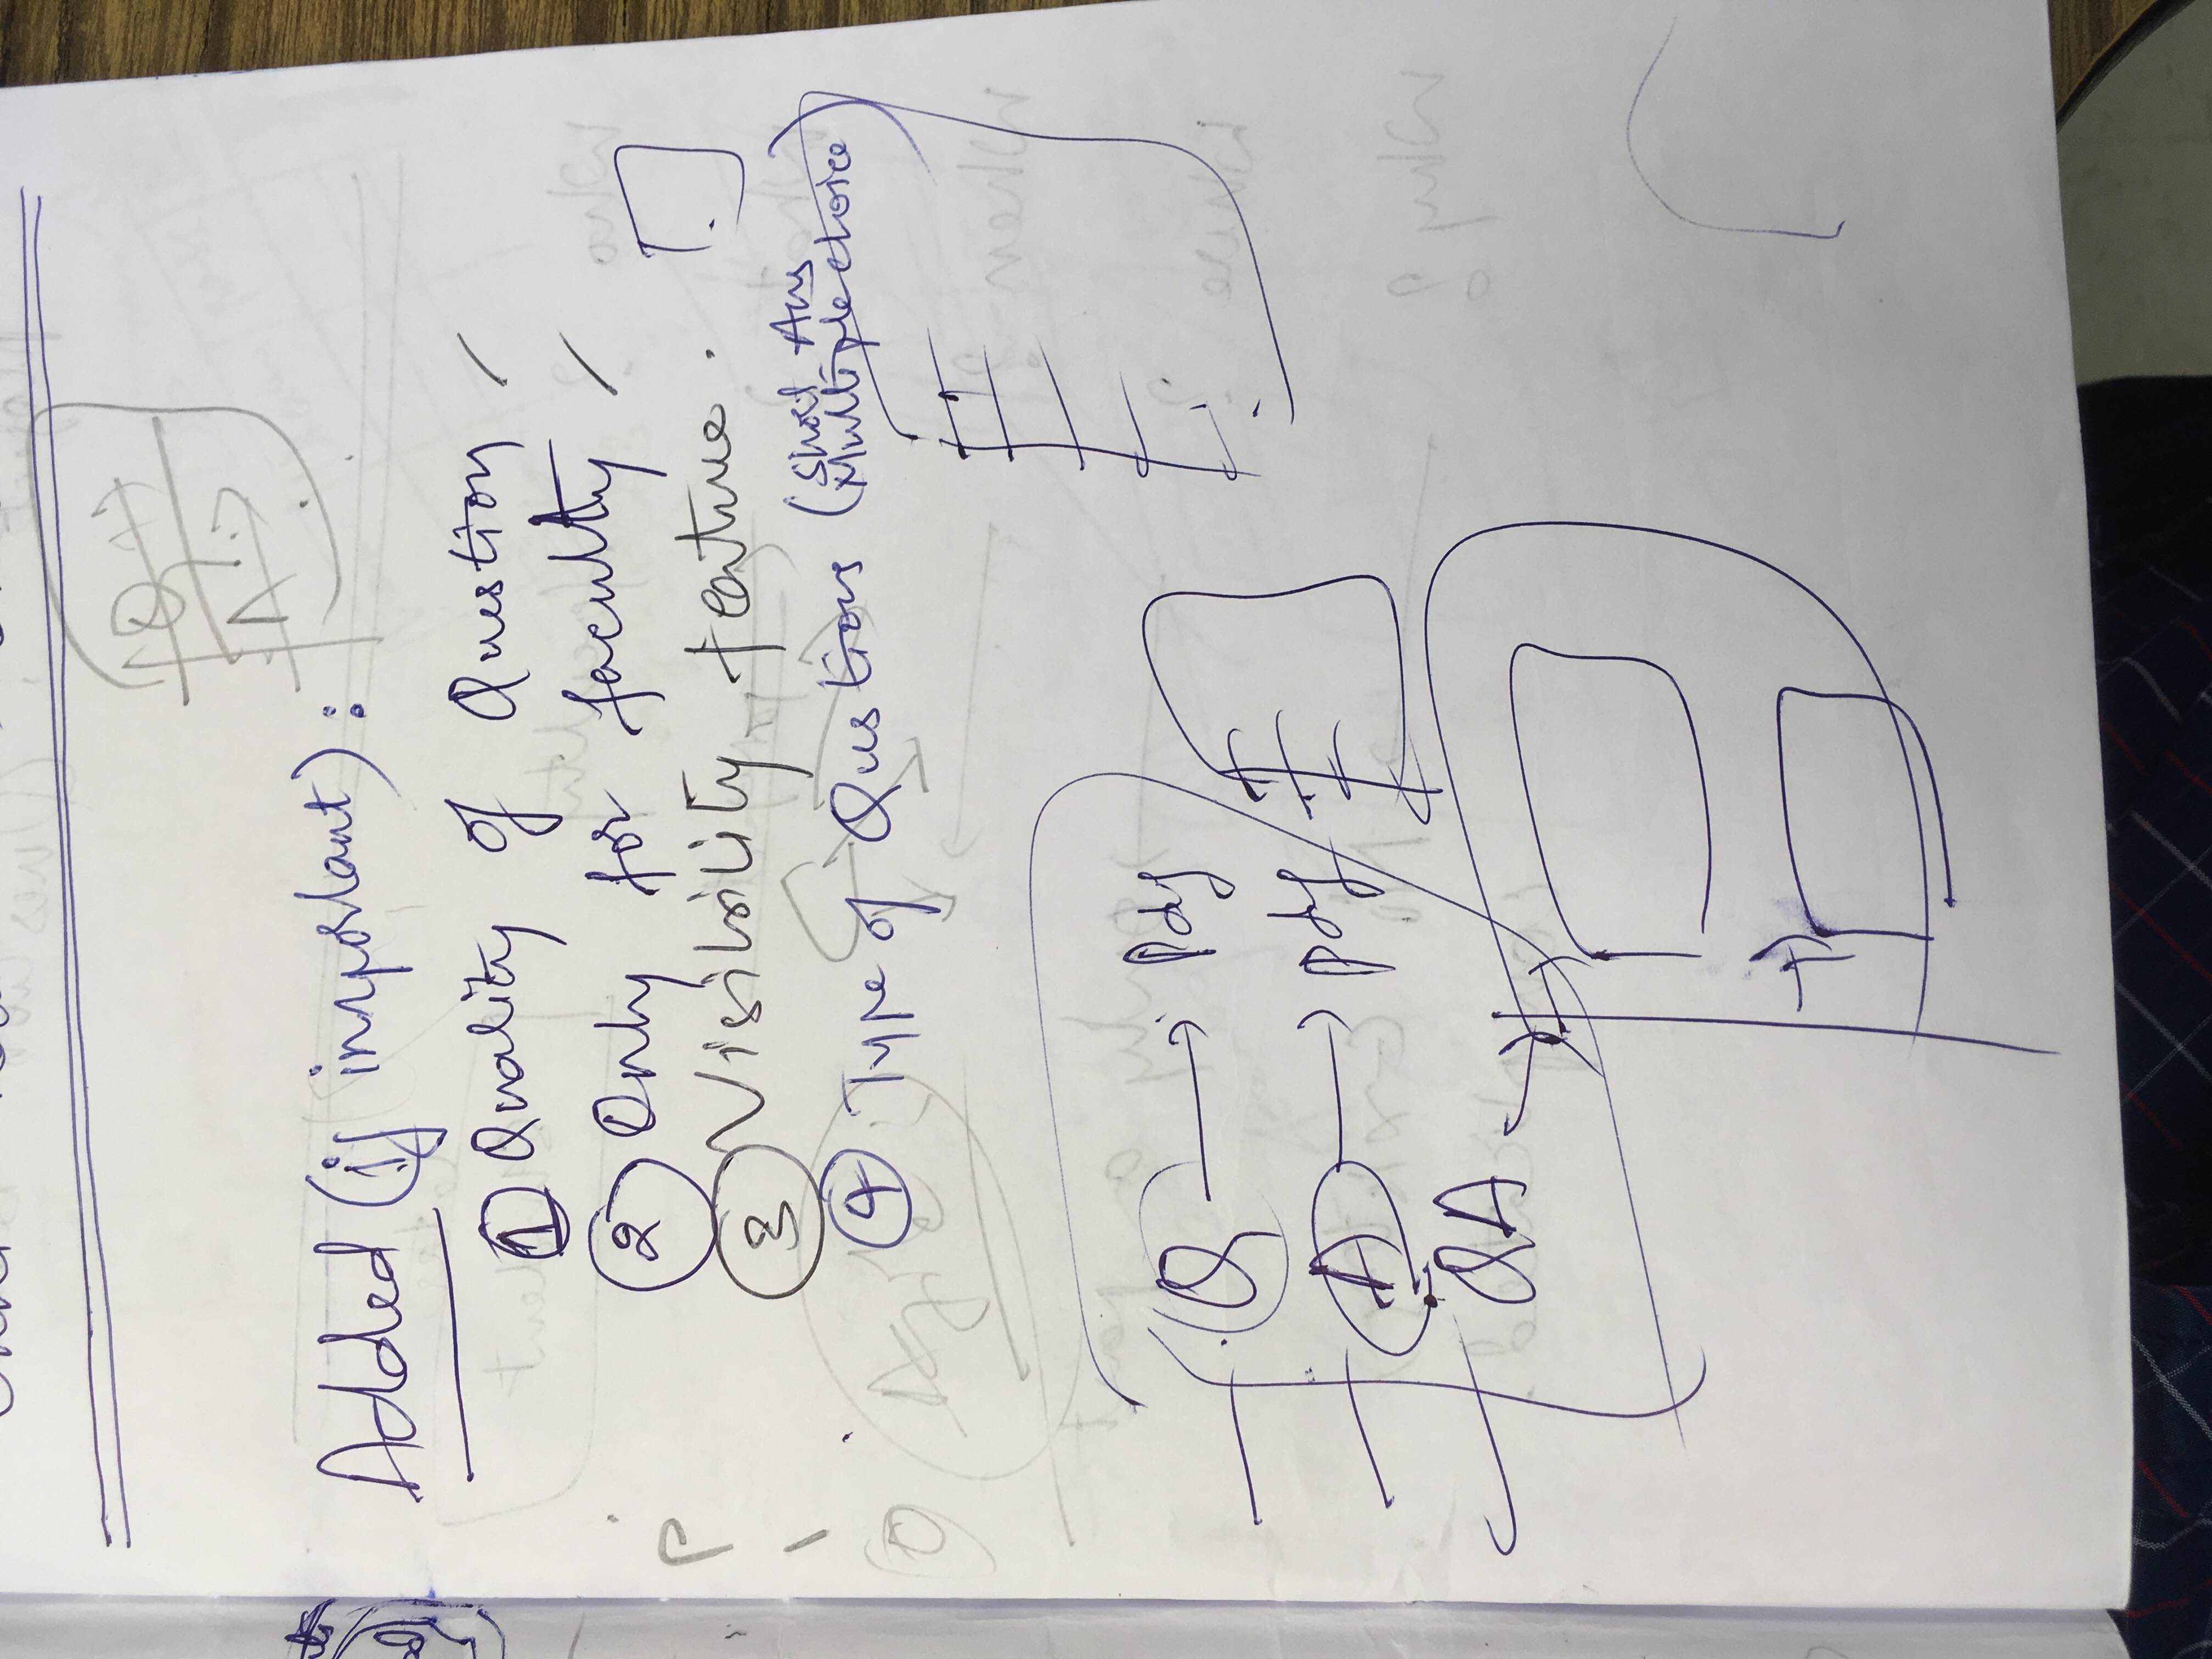 Added (if important) :
① Quality of Question
② Only for faculty
③ Visibility feature .
④ Type of Questions (Short Ans
Multiple choice)
Q → Pdf
A → Pdf
QA